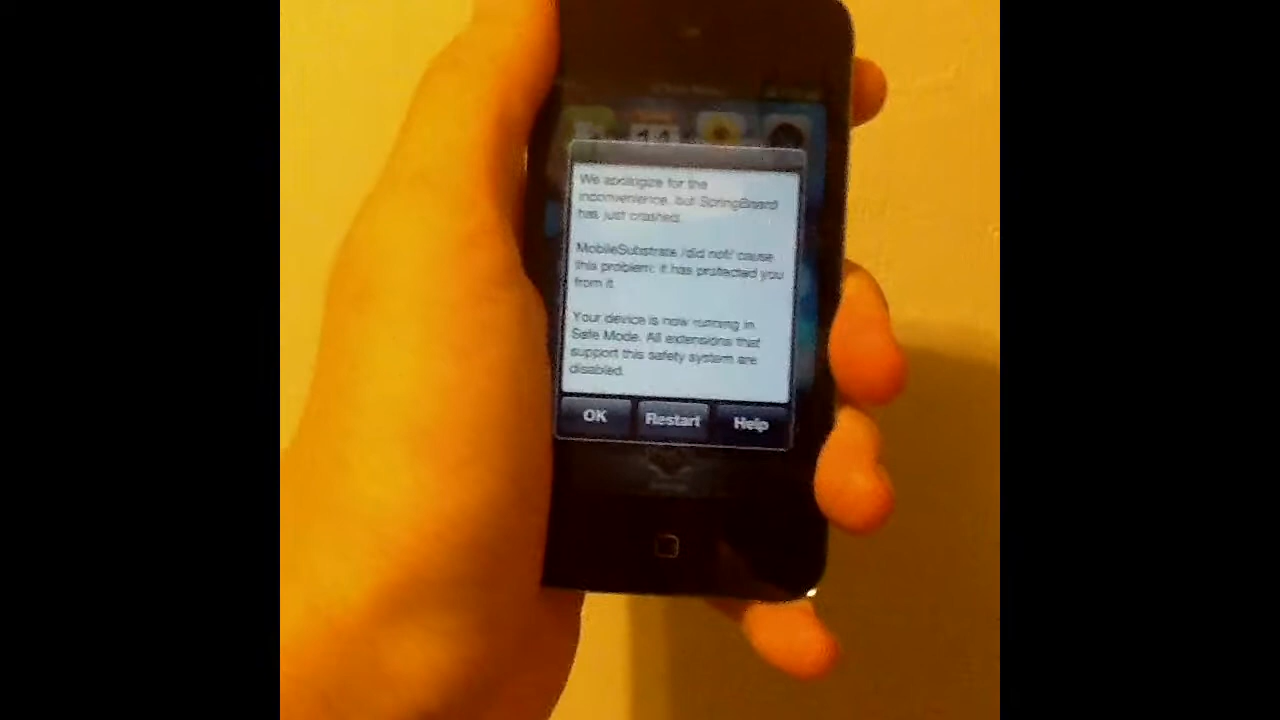 We apologize for the
inconvenience, but SpringBoard
has just crashed.
MobileSubstrate /did not/ cause
this problem: it has protected you
from it.
Your device is now running in
Safe Mode. All extensions that
support this safety system are
disabled.
OK Restart Help